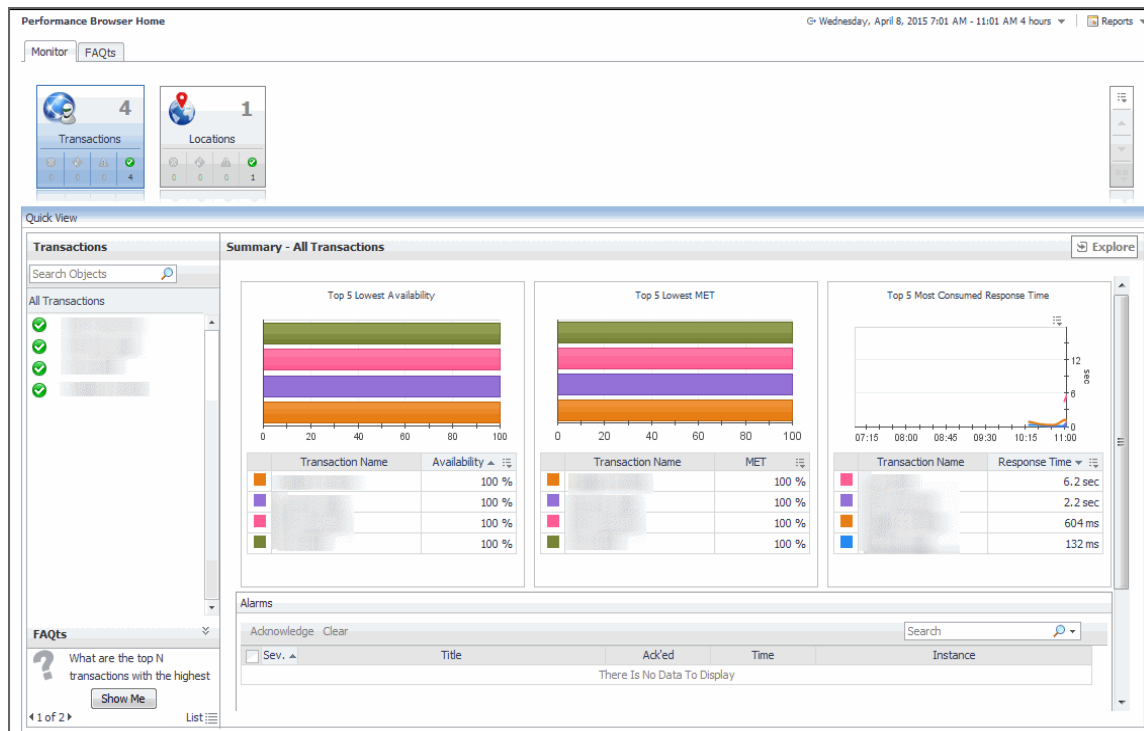 Performance Browser Home
Wednesday, April 8, 2015 7:01 AM - 11:01 AM 4 hours
Reports
Monitor
FAQts
4
Transactions
0 0 0 4
1
Locations
0 0 0 1
Quick View
Transactions
Search Objects
All Transactions
Summary - All Transactions
Explore
Top 5 Lowest Availability
0 20 40 60 80 100
Transaction Name Availability
100 %
100 %
100 %
100 %
Top 5 Lowest MET
0 20 40 60 80 100
Transaction Name MET
100 %
100 %
100 %
100 %
Top 5 Most Consumed Response Time
12
6
0
sec
07:15 08:00 08:45 09:30 10:15 11:00
Transaction Name Response Time
6.2 sec
2.2 sec
604 ms
132 ms
Alarms
Acknowledge Clear
Search
Sev. Title Ack'ed Time Instance
There Is No Data To Display
FAQts
What are the top N
transactions with the highest
Show Me
1 of 2
List